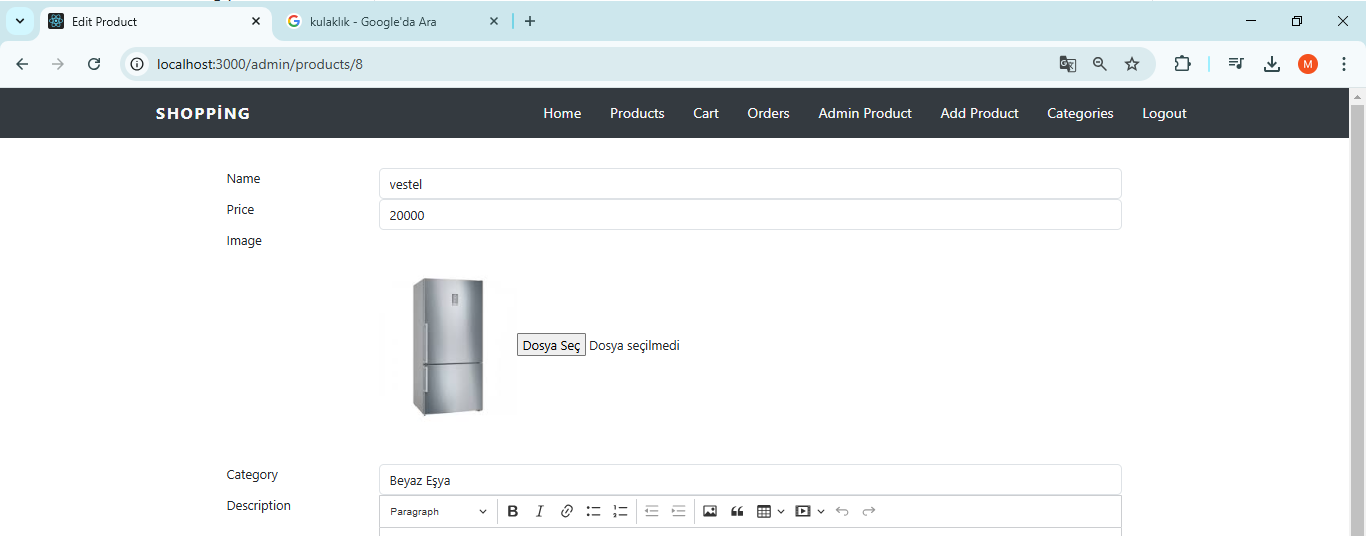 Edit Product
kulaklık - Google'da Ara
localhost:3000/admin/products/8
M
SHOPPİNG
Home Products Cart Orders Admin Product Add Product Categories Logout
Name
vestel
Price
20000
Image
Dosya Seç Dosya seçilmedi
Category
Beyaz Eşya
Description
Paragraph